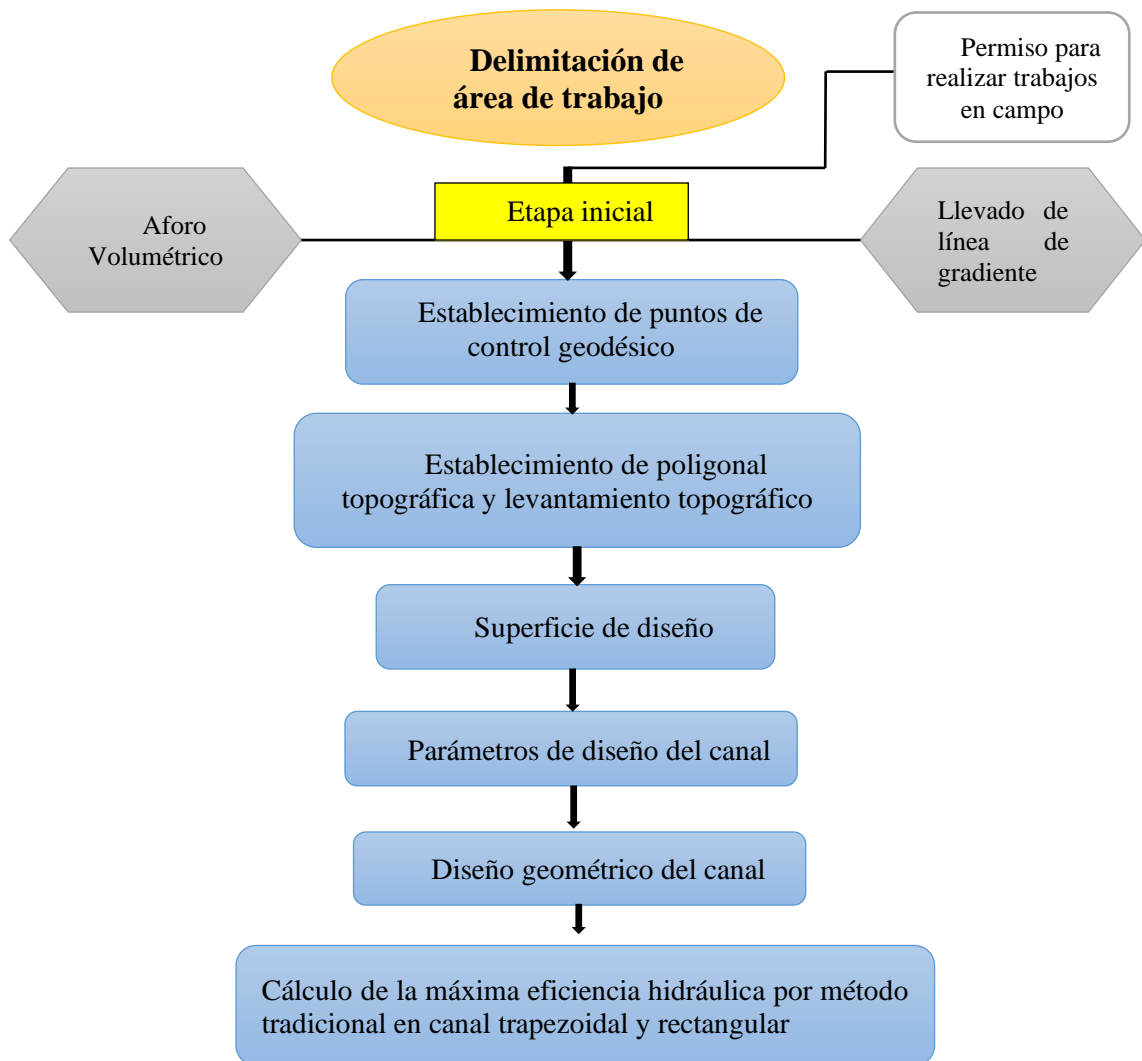 Delimitación de
área de trabajo
Permiso para
realizar trabajos
en campo
Etapa inicial
Aforo
Volumétrico
Llevado de
línea de
gradiente
Establecimiento de puntos de
control geodésico
Establecimiento de poligonal
topográfica y levantamiento topográfico
Superficie de diseño
Parámetros de diseño del canal
Diseño geométrico del canal
Cálculo de la máxima eficiencia hidráulica por método
tradicional en canal trapezoidal y rectangular